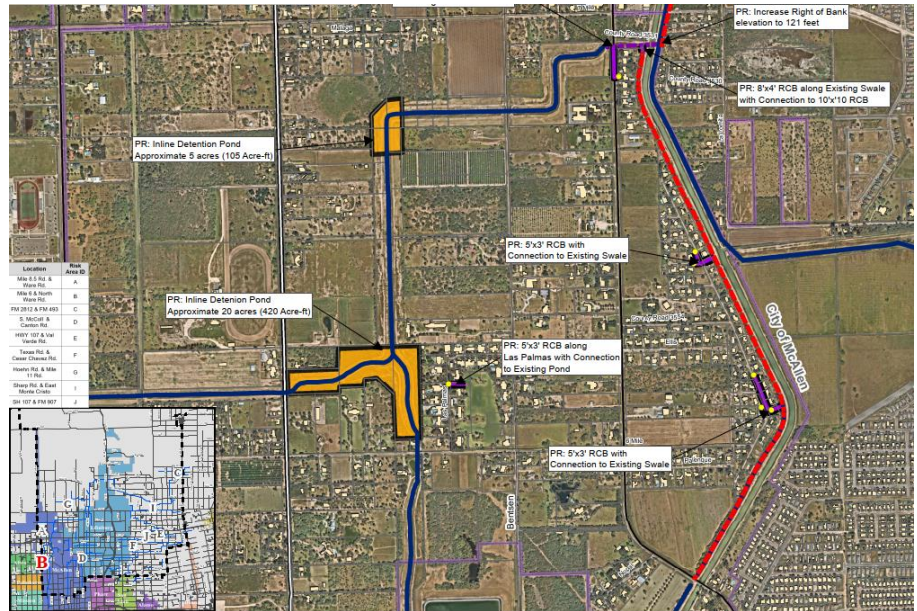 PR: Increase Right of Bank
elevation to 121 feet
PR: 8'x4' RCB along Existing Swale
with Connection to 10'x'10 RCB
PR: Inline Detention Pond
Approximate 5 acres (105 Acre-ft)
PR: 5'x3' RCB with
Connection to Existing Swale
PR: Inline Detenion Pond
Approximate 20 acres (420 Acre-ft)
PR: 5'x3' RCB along
Las Palmas with Connection
to Existing Pond
PR: 5'x3' RCB with
Connection to Existing Swale
City of McAllen
Bentsen
6 Mile
Location Risk Area ID
Mile 6.5 Rd. & Ware Rd. A
Mile 6 & North Ware Rd. B
FM 2812 & FM 493 C
S. McColl & Canton Rd. D
HWY 107 & Val Verde Rd. E
Texas Rd. & Cesar Chavez Rd. F
Hoehn Rd. & Mile 11 Rd. G
Sharp Rd. & East Monte Cristo I
SH 107 & FM 907 J
B